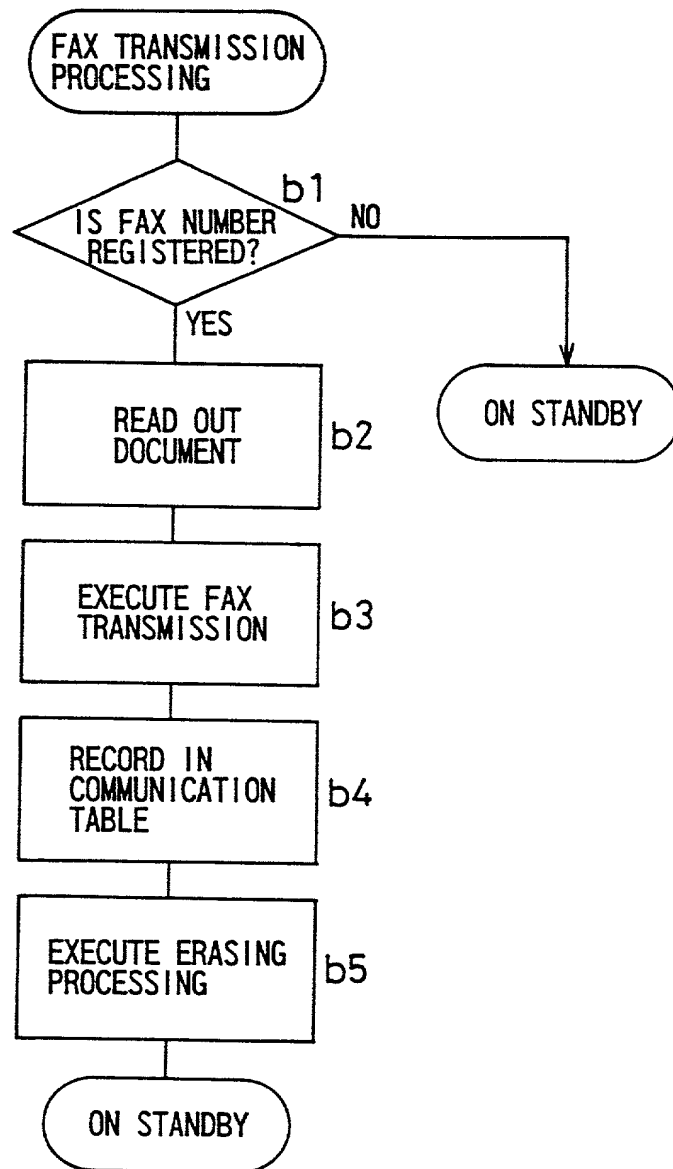 FAX TRANSMISSION
PROCESSING
b1
IS FAX NUMBER
REGISTERED?
NO
YES
READ OUT
DOCUMENT
b2
ON STANDBY
EXECUTE FAX
TRANSMISSION
b3
RECORD IN
COMMUNICATION
TABLE
b4
EXECUTE ERASING
PROCESSING
b5
ON STANDBY